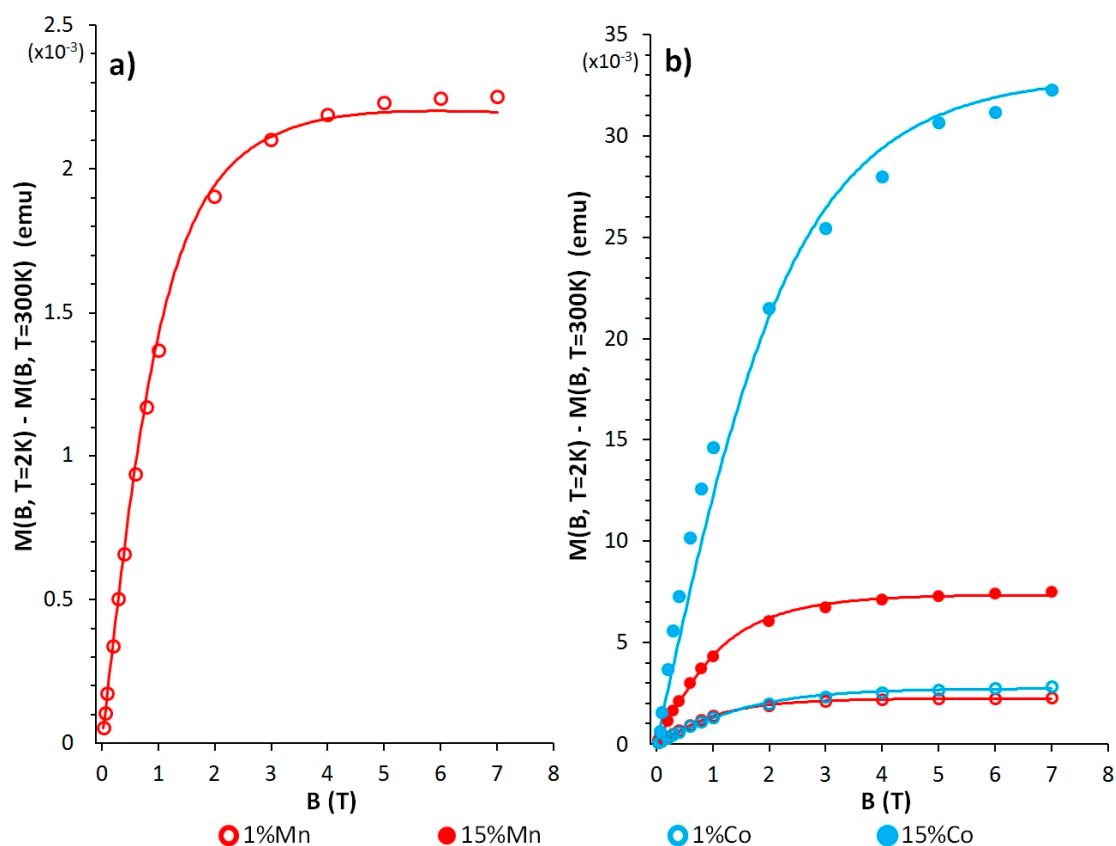 a)
(x10⁻³)
2.5
2
1.5
1
0.5
0
M(B, T=2K) - M(B, T=300K) (emu)
0 1 2 3 4 5 6 7 8
B (T)
b)
(x10⁻³)
35
30
25
20
15
10
5
0
M(B, T=2K) - M(B, T=300K) (emu)
0 1 2 3 4 5 6 7 8
B (T)
1%Mn 15%Mn 1%Co 15%Co